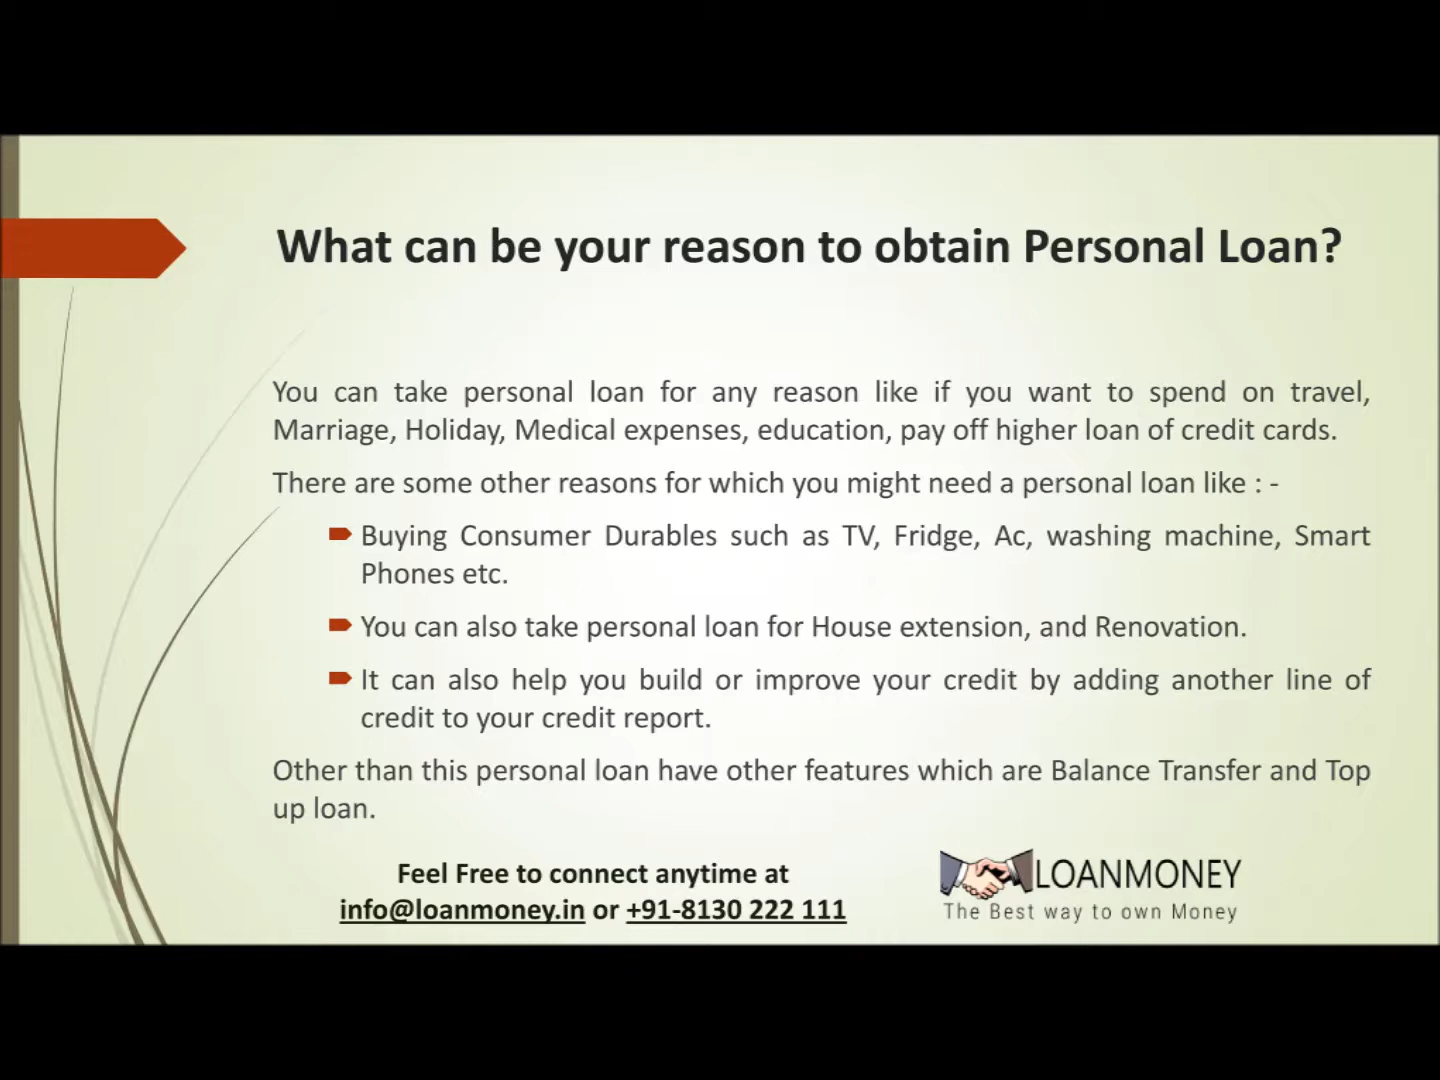 What can be your reason to obtain Personal Loan?
You can take personal loan for any reason like if you want to spend on travel,
Marriage, Holiday, Medical expenses, education, pay off higher loan of credit cards.
There are some other reasons for which you might need a personal loan like : -
Buying Consumer Durables such as TV, Fridge, Ac, washing machine, Smart
Phones etc.
You can also take personal loan for House extension, and Renovation.
It can also help you build or improve your credit by adding another line of
credit to your credit report.
Other than this personal loan have other features which are Balance Transfer and Top
up loan.
Feel Free to connect anytime at
info@loanmoney.in or +91-8130 222 111
LOANMONEY
The Best way to own Money